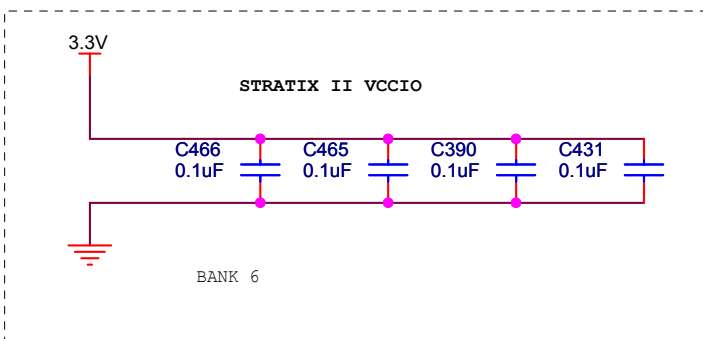 3.3V
STRATIX II VCCIO
C466 C465 C390 C431
0.1uF 0.1uF 0.1uF 0.1uF
BANK 6